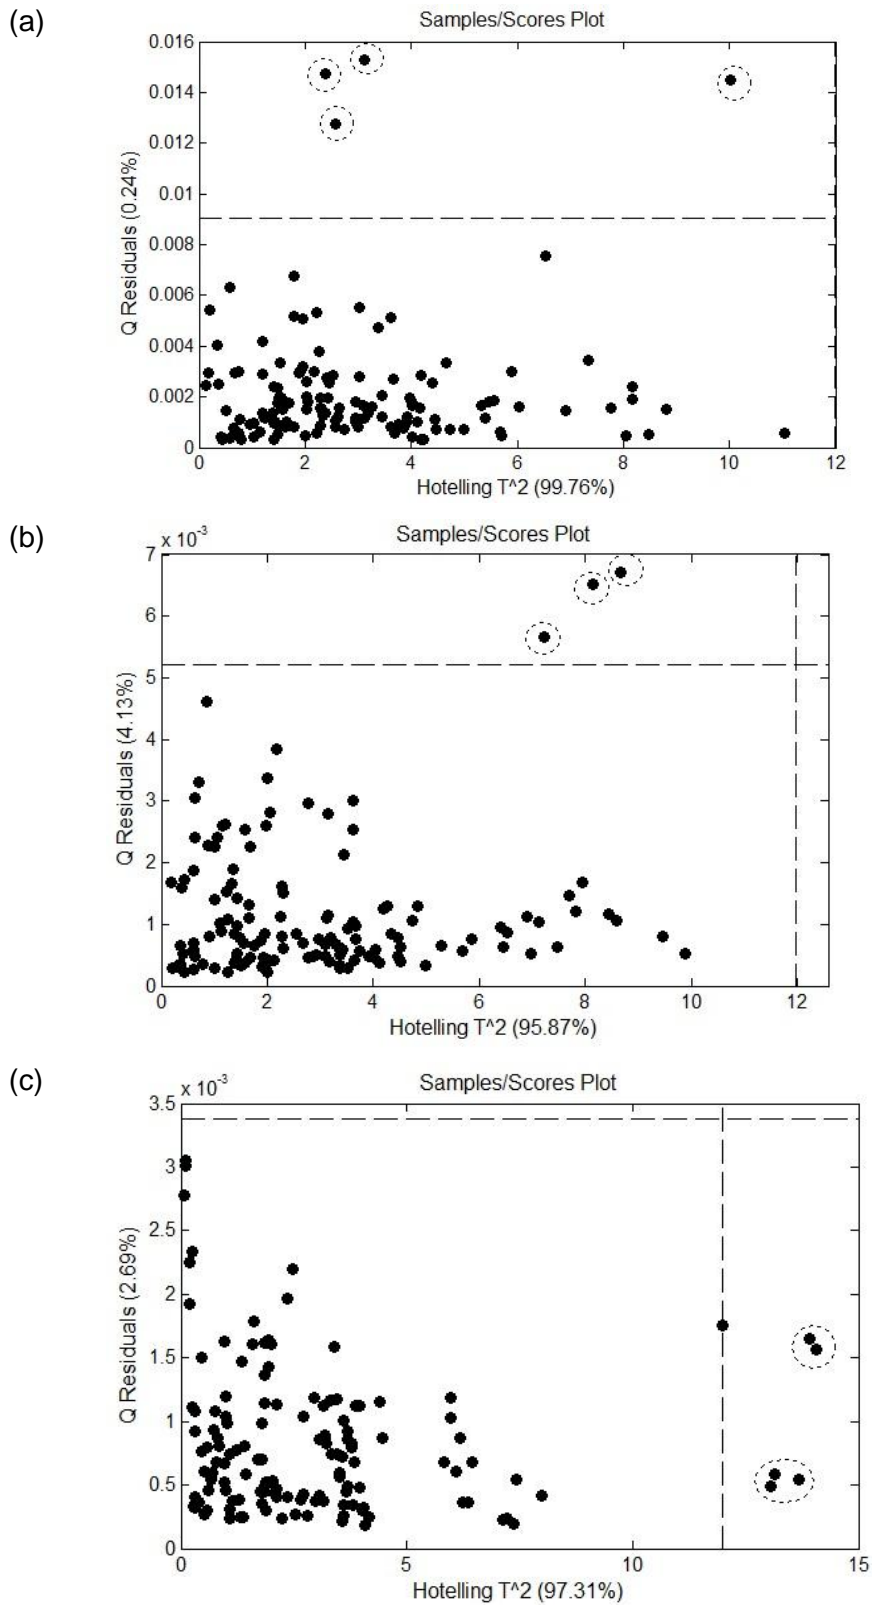 (a)
Samples/Scores Plot
0.016
0.014
0.012
0.01
0.008
0.006
0.004
0.002
0
Q Residuals (0.24%)
0 2 4 6 8 10 12
Hotelling T^2 (99.76%)
(b)
Samples/Scores Plot
x 10-3
7
6
5
4
3
2
1
0
Q Residuals (4.13%)
0 2 4 6 8 10 12
Hotelling T^2 (95.87%)
(c)
Samples/Scores Plot
x 10-3
3.5
3
2.5
2
1.5
1
0.5
0
Q Residuals (2.69%)
0 5 10 15
Hotelling T^2 (97.31%)